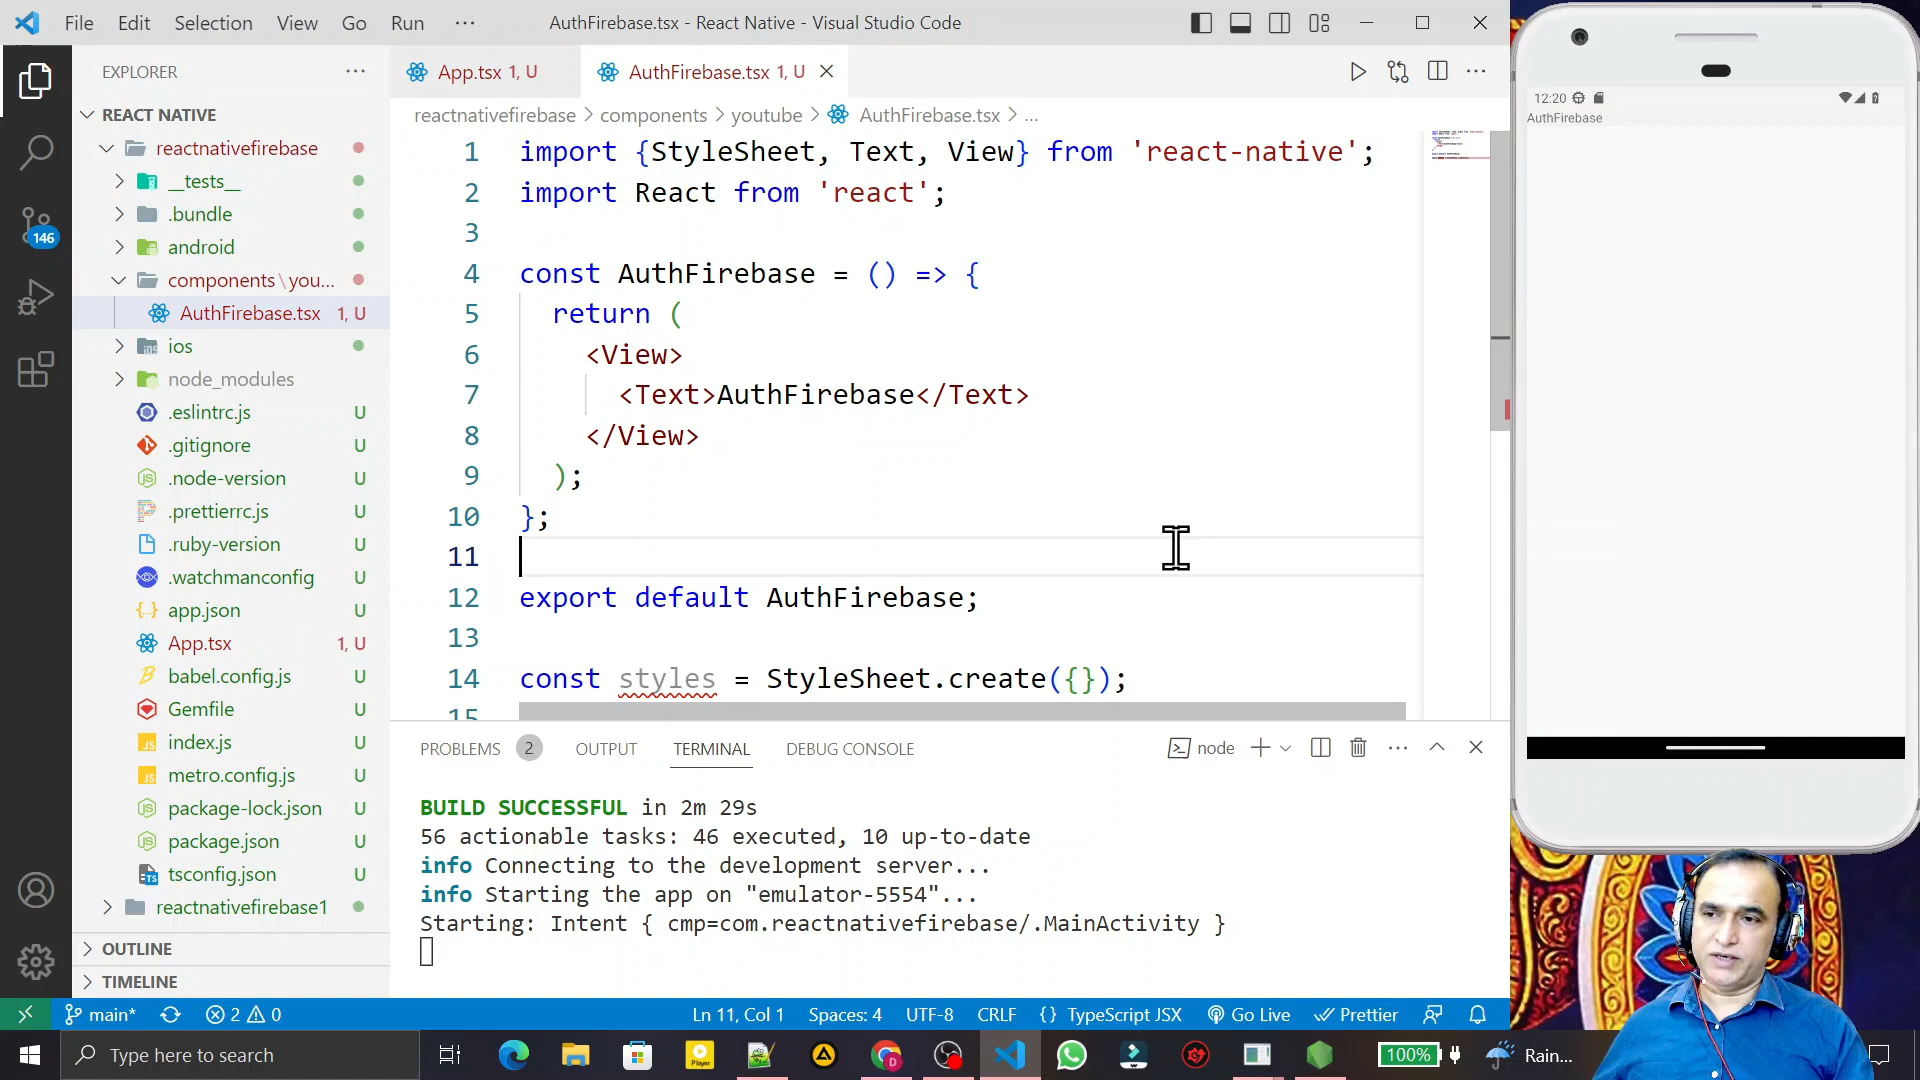 File Edit Selection View Go Run ··· AuthFirebase.tsx - React Native - Visual Studio Code
EXPLORER ···
REACT NATIVE
reactnativefirebase
__tests__
.bundle
android
components\you...
AuthFirebase.tsx 1, U
ios
node_modules
.eslintrc.js U
.gitignore U
.node-version U
.prettierrc.js U
.ruby-version U
.watchmanconfig U
app.json U
App.tsx 1, U
babel.config.js U
Gemfile U
index.js U
metro.config.js U
package-lock.json U
package.json U
tsconfig.json U
reactnativefirebase1
OUTLINE
TIMELINE
146
App.tsx 1, U AuthFirebase.tsx 1, U
reactnativefirebase > components > youtube > AuthFirebase.tsx > ...
1 import {StyleSheet, Text, View} from 'react-native';
2 import React from 'react';
3
4 const AuthFirebase = () => {
5 return (
6 <View>
7 <Text>AuthFirebase</Text>
8 </View>
9 );
10 };
11
12 export default AuthFirebase;
13
14 const styles = StyleSheet.create({});
15
PROBLEMS 2 OUTPUT TERMINAL DEBUG CONSOLE node
BUILD SUCCESSFUL in 2m 29s
56 actionable tasks: 46 executed, 10 up-to-date
info Connecting to the development server...
info Starting the app on "emulator-5554"...
Starting: Intent { cmp=com.reactnativefirebase/.MainActivity }
main* 2 0 Ln 11, Col 1 Spaces: 4 UTF-8 CRLF {} TypeScript JSX Go Live Prettier
Type here to search Player D 100% Rain...
12:20
AuthFirebase